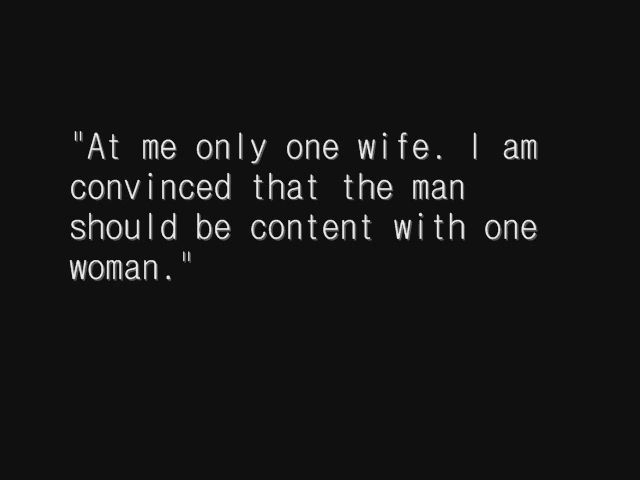 "At me only one wife. I am
convinced that the man
should be content with one
woman."